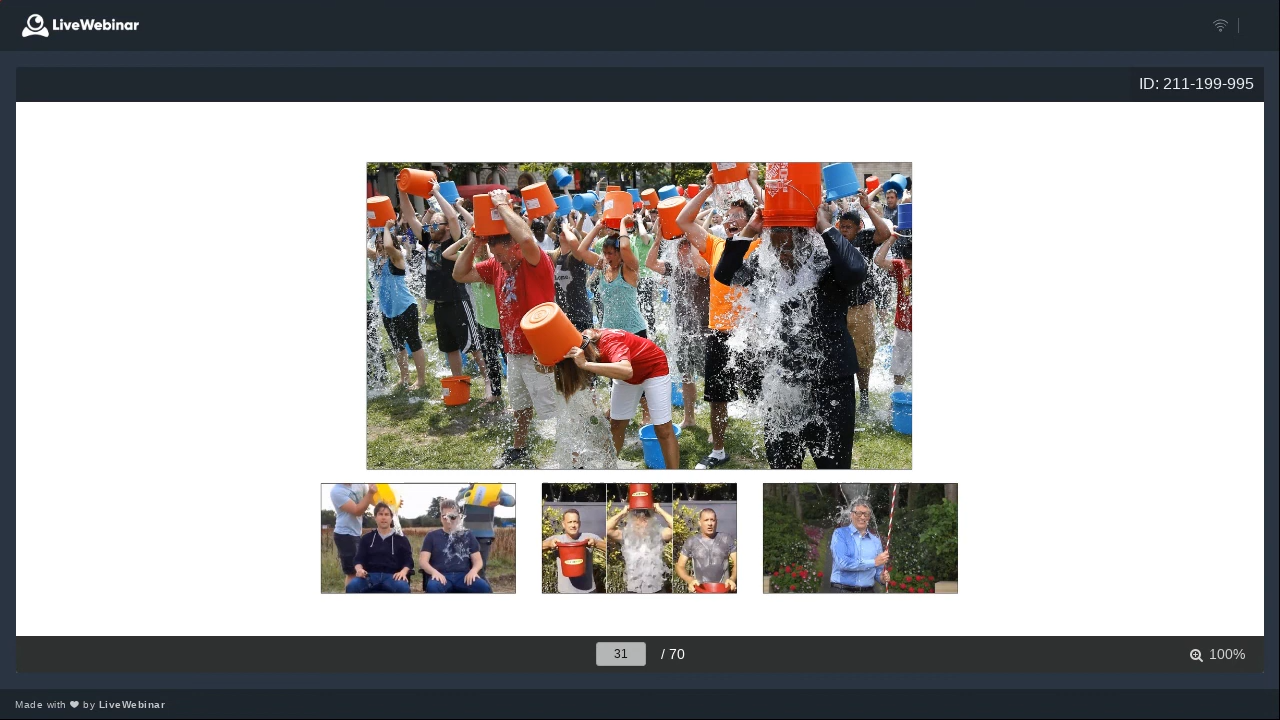 LiveWebinar
ID: 211-199-995
31 / 70
100%
Made with ❤ by LiveWebinar